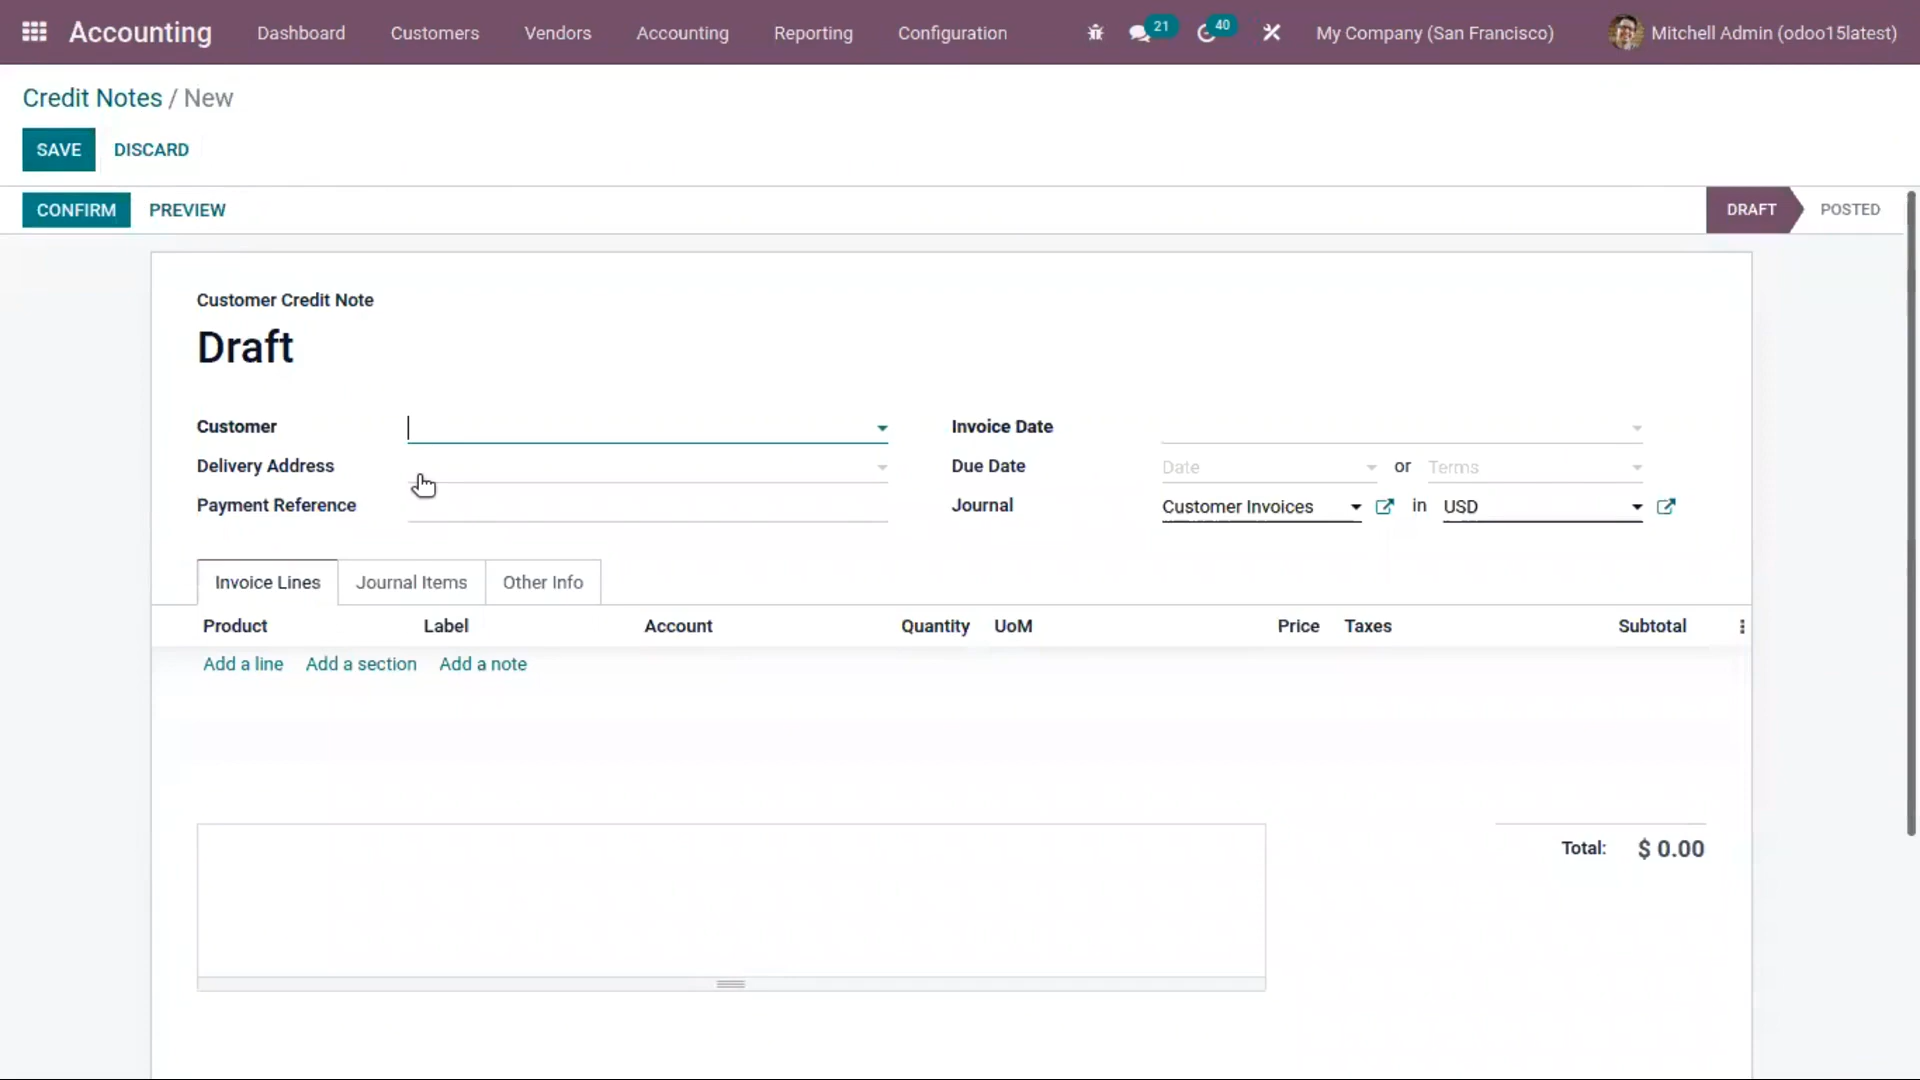 Accounting Dashboard Customers Vendors Accounting Reporting Configuration 21 40 My Company (San Francisco) Mitchell Admin (odoo15latest)
Credit Notes / New
SAVE DISCARD
CONFIRM PREVIEW DRAFT POSTED
Customer Credit Note
Draft
Customer Invoice Date
Delivery Address Due Date Date or Terms
Payment Reference Journal Customer Invoices in USD
Invoice Lines Journal Items Other Info
Product Label Account Quantity UoM Price Taxes Subtotal
Add a line Add a section Add a note
Total: $ 0.00